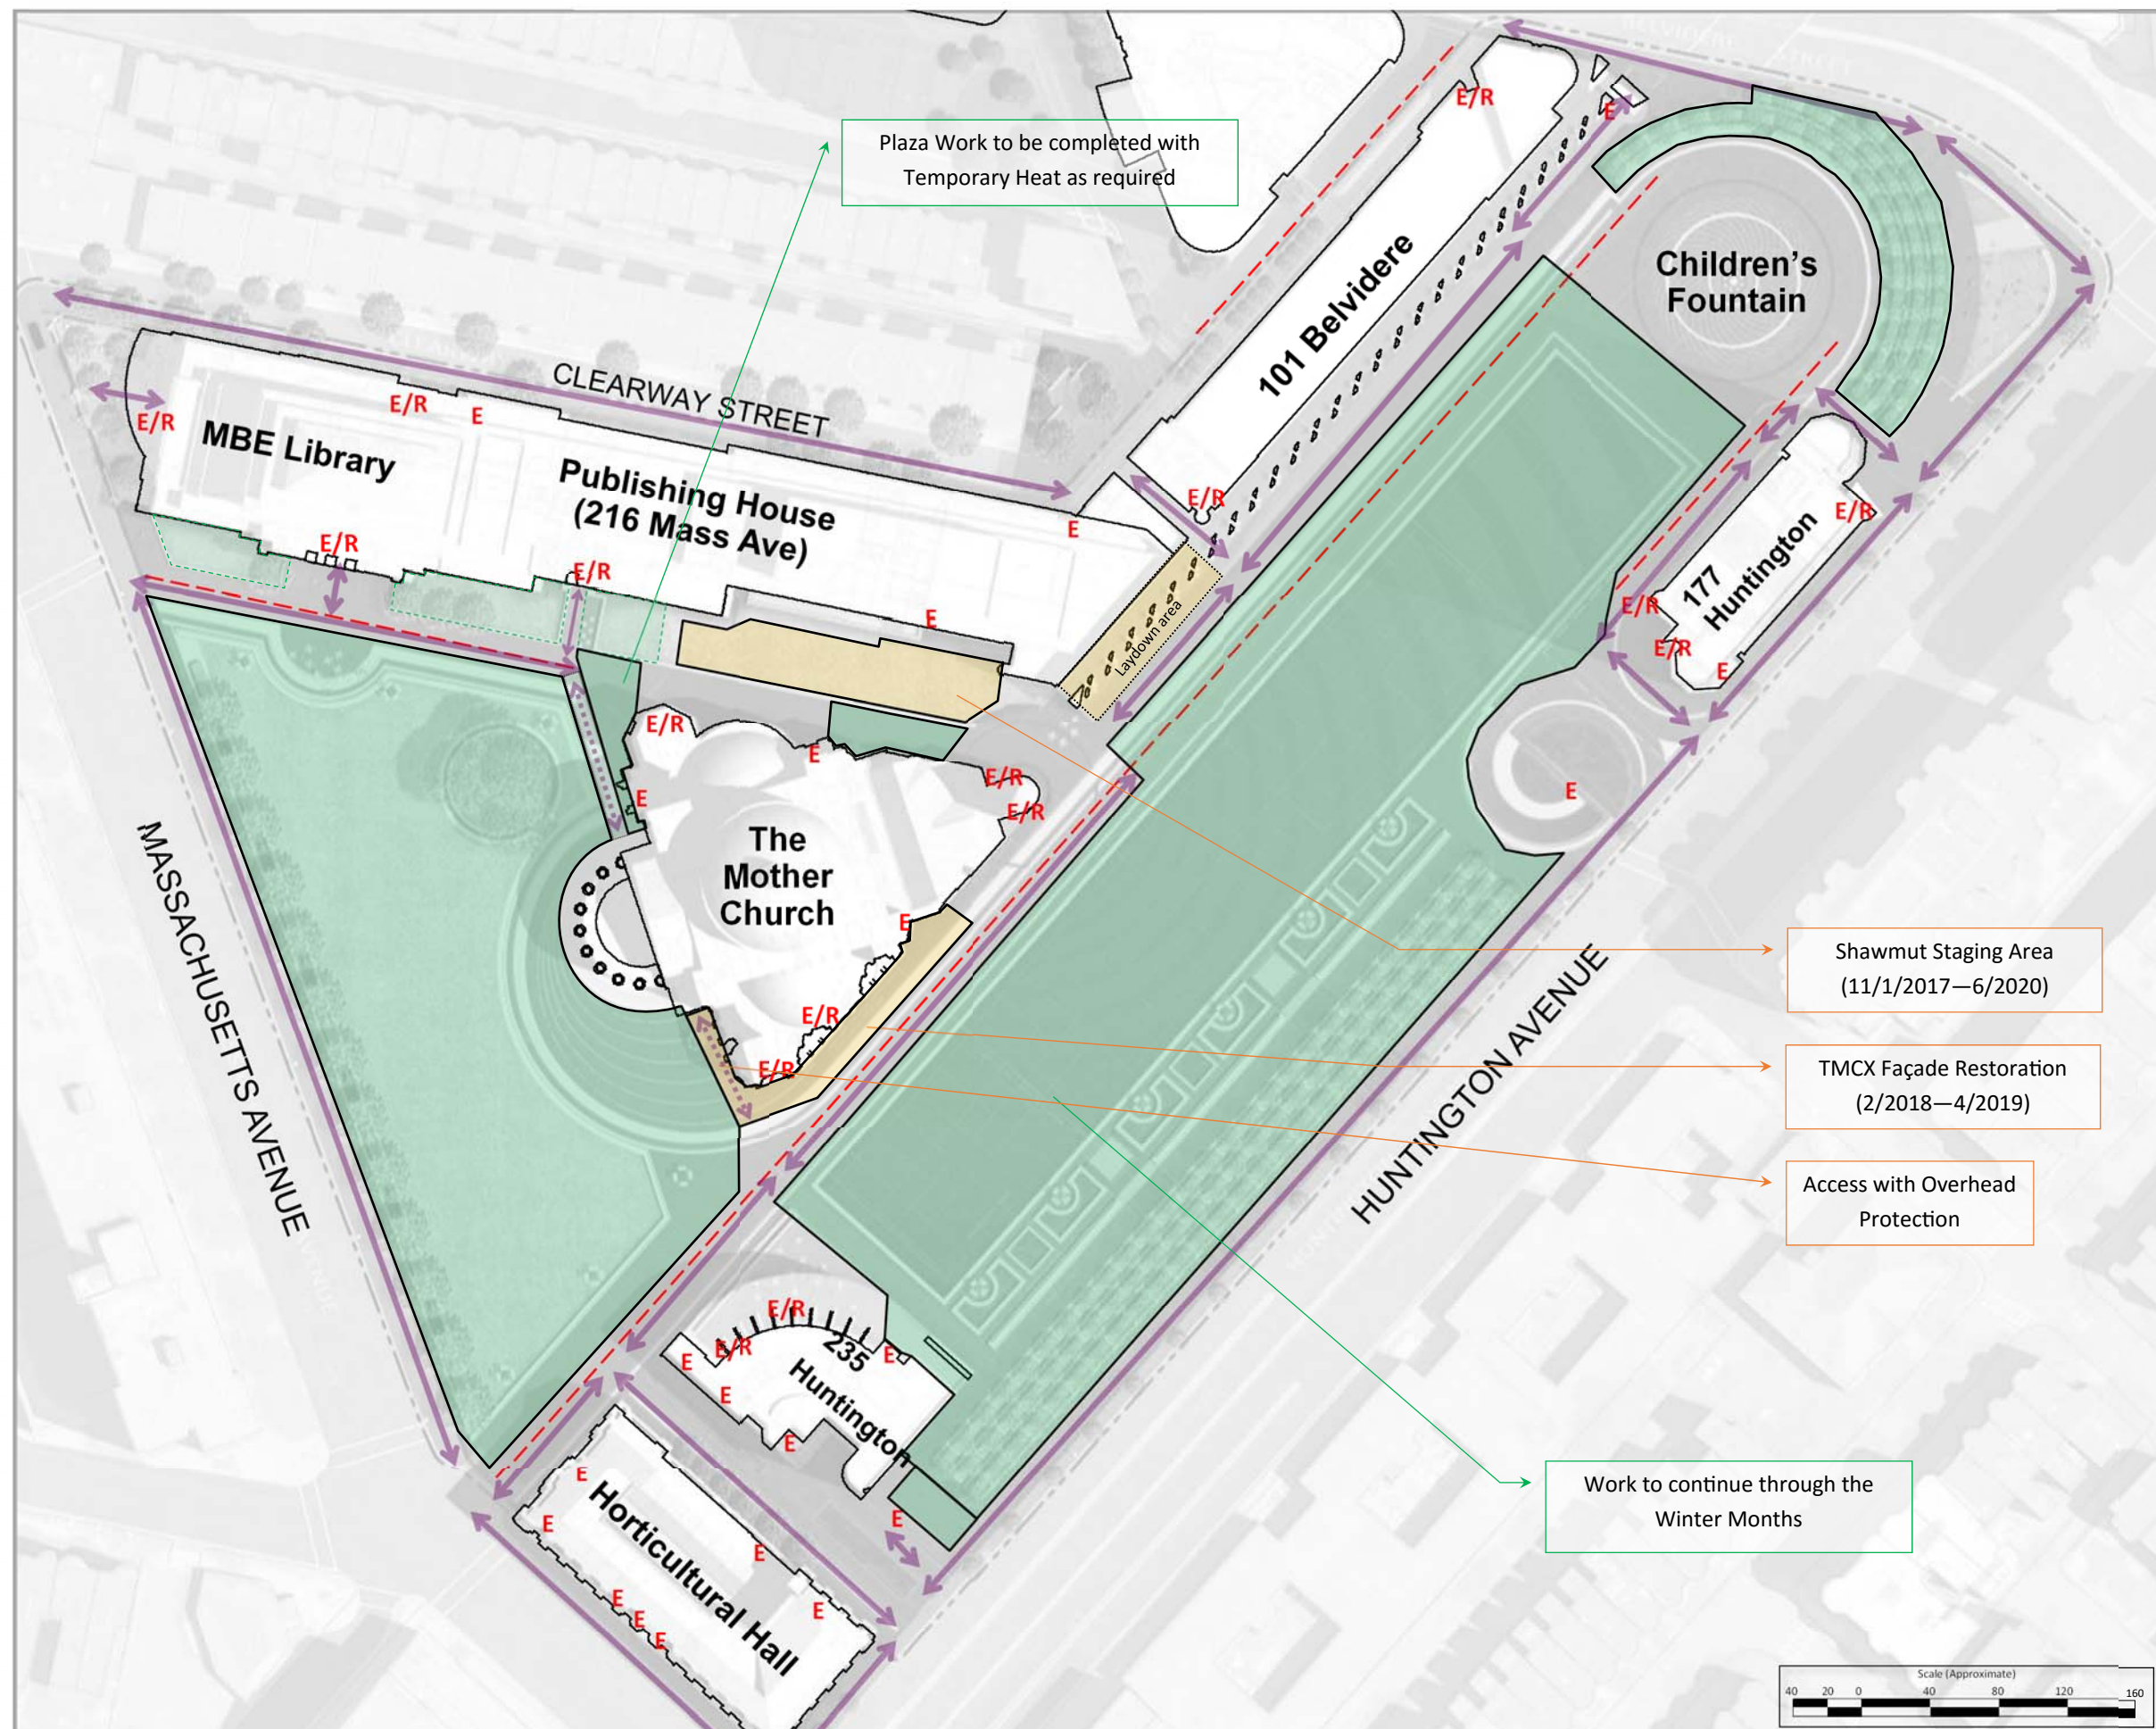 E/R
E
Plaza Work to be completed with
Temporary Heat as required
Children's
Fountain
101 Belvidere
CLEARWAY STREET
E/R
E/R
E
MBE Library
Publishing House
(216 Mass Ave)
E
E/R
E/R
177
Huntington
E/R
E/R
E
Laydown area
E/R
E/R
E
E/R
E
E/R
E/R
E
E
The
Mother
Church
E
MASSACHUSETTS AVENUE
E/R
E/R
HUNTINGTON AVENUE
Shawmut Staging Area
(11/1/2017—6/2020)
TMCX Façade Restoration
(2/2018—4/2019)
Access with Overhead
Protection
E/R
E/R
E
E
E
E
235
Huntington
Work to continue through the
Winter Months
E
E
E
E
Horticultural Hall
E
E
E
E
Scale (Approximate)
40 20 0 40 80 120 160